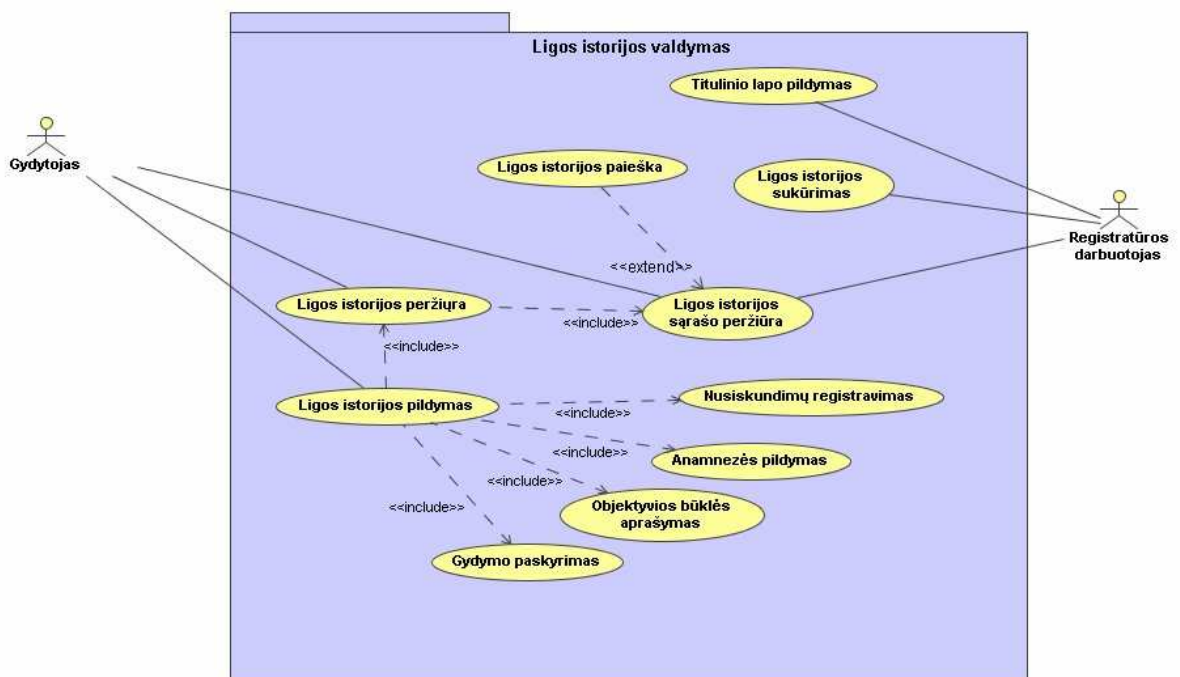 Ligos istorijos valdymas
Titulinio lapo pildymas
Gydytojas
Ligos istorijos paieška
Ligos istorijos
sukūrimas
Registratūros
darbuotojas
<<extend>>
Ligos istorijos peržiųra
<<include>>
Ligos istorijos
sąrašo peržiūra
<<include>>
Ligos istorijos pildymas
<<include>>
Nusiskundimų registravimas
<<include>>
Anamnezės pildymas
<<include>>
Objektyvios būklės
aprašymas
<<include>>
Gydymo paskyrimas